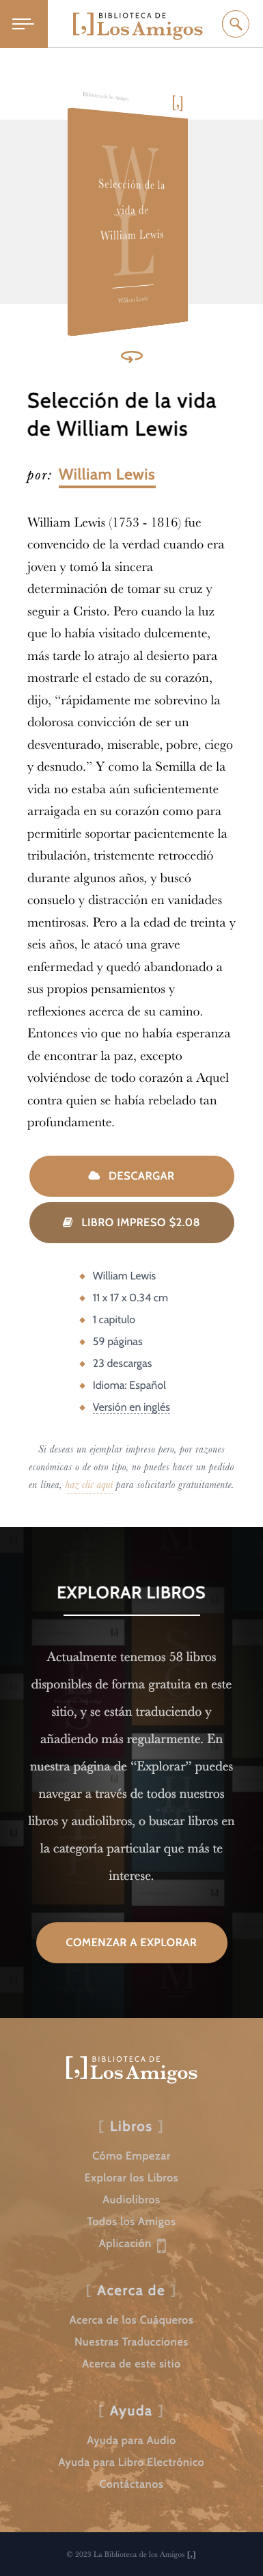 BIBLIOTECA DE
[,] Los Amigos
Biblioteca de los Amigos
[,]
W
L
Selección de la
vida de
William Lewis
William Lewis
Selección de la vida
de William Lewis
por: William Lewis
William Lewis (1753 - 1816) fue
convencido de la verdad cuando era
joven y tomó la sincera
determinación de tomar su cruz y
seguir a Cristo. Pero cuando la luz
que lo había visitado dulcemente,
más tarde lo atrajo al desierto para
mostrarle el estado de su corazón,
dijo, “rápidamente me sobrevino la
dolorosa convicción de ser un
desventurado, miserable, pobre, ciego
y desnudo.” Y como la Semilla de la
vida no estaba aún suficientemente
arraigada en su corazón como para
permitirle soportar pacientemente la
tribulación, tristemente retrocedió
durante algunos años, y buscó
consuelo y distracción en vanidades
mentirosas. Pero a la edad de treinta y
seis años, le atacó una grave
enfermedad y quedó abandonado a
sus propios pensamientos y
reflexiones acerca de su camino.
Entonces vio que no había esperanza
de encontrar la paz, excepto
volviéndose de todo corazón a Aquel
contra quien se había rebelado tan
profundamente.
DESCARGAR
LIBRO IMPRESO $2.08
William Lewis
11 x 17 x 0.34 cm
1 capitulo
59 páginas
23 descargas
Idioma: Español
Versión en inglés
Si deseas un ejemplar impreso pero, por razones
económicas o de otro tipo, no puedes hacer un pedido
en línea, haz clic aquí para solicitarlo gratuitamente.
EXPLORAR LIBROS
Actualmente tenemos 58 libros
disponibles de forma gratuita en este
sitio, y se están traduciendo y
añadiendo más regularmente. En
nuestra página de “Explorar” puedes
navegar a través de todos nuestros
libros y audiolibros, o buscar libros en
la categoría particular que más te
interese.
COMENZAR A EXPLORAR
BIBLIOTECA DE
[,] Los Amigos
[ Libros ]
Cómo Empezar
Explorar los Libros
Audiolibros
Todos los Amigos
Aplicación
[ Acerca de ]
Acerca de los Cuáqueros
Nuestras Traducciones
Acerca de este sitio
[ Ayuda ]
Ayuda para Audio
Ayuda para Libro Electrónico
Contáctanos
© 2023 La Biblioteca de los Amigos [,]